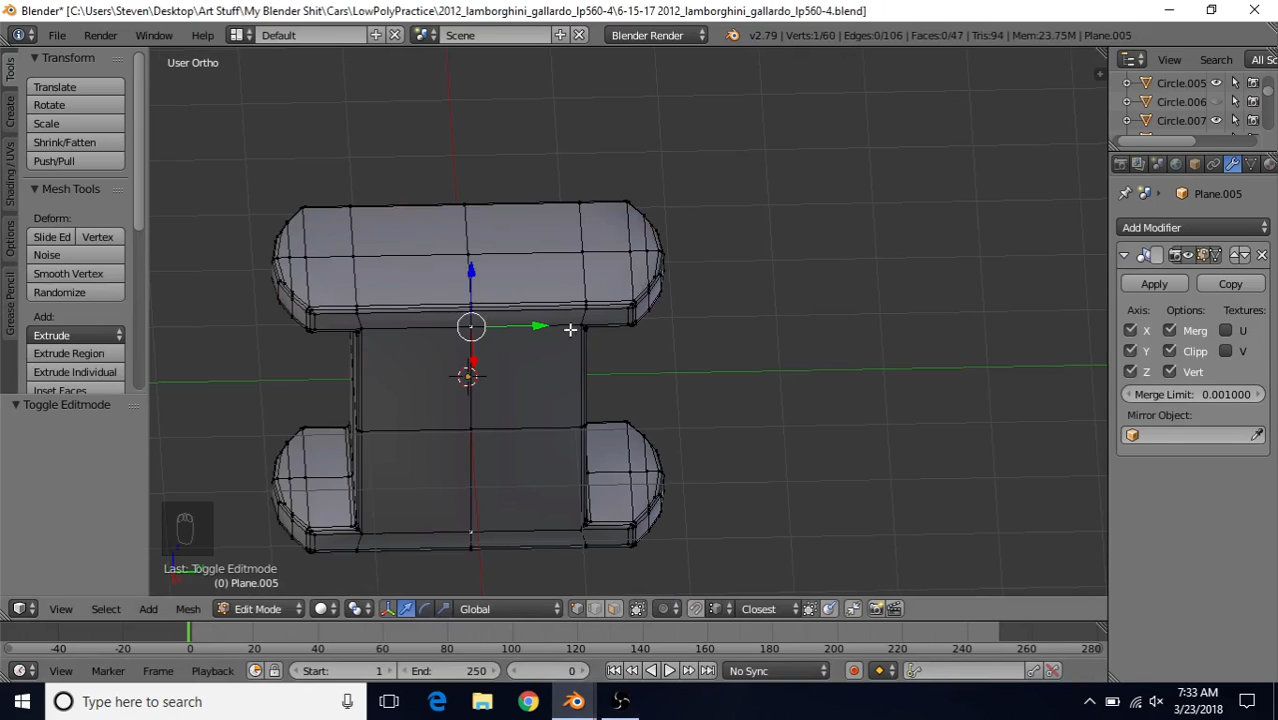 Blender* [C:\Users\Steven\Desktop\Art Stuff\My Blender Shit\Cars\LowPolyPractice\2012_lamborghini_gallardo_lp560-4\6-15-17 2012_lamborghini_gallardo_lp560-4.blend]
File Render Window Help Default Scene Blender Render v2.79 | Verts:1/60 | Edges:0/106 | Faces:0/47 | Tris:94 | Mem:23.75M | Plane.005
Tools
Create
Shading / UVs
Options
Grease Pencil
Transform
Translate
Rotate
Scale
Shrink/Fatten
Push/Pull
Mesh Tools
Deform:
Slide Ed Vertex
Noise
Smooth Vertex
Randomize
Add:
Extrude
Extrude Region
Extrude Individual
Inset Faces
Toggle Editmode
User Ortho
Last: Toggle Editmode
(0) Plane.005
View Search All Sc
Circle.005
Circle.006
Circle.007
Plane.005
Add Modifier
Apply Copy
Axis: Options: Textures:
X Merg U
Y Clipp V
Z Vert
Merge Limit: 0.001000
Mirror Object:
View Select Add Mesh Edit Mode Global Closest
-40 -20 0 20 40 60 80 100 120 140 160 180 200 220 240 260 280
View Marker Frame Playback Start: 1 End: 250 0 No Sync
Type here to search
7:33 AM
3/23/2018